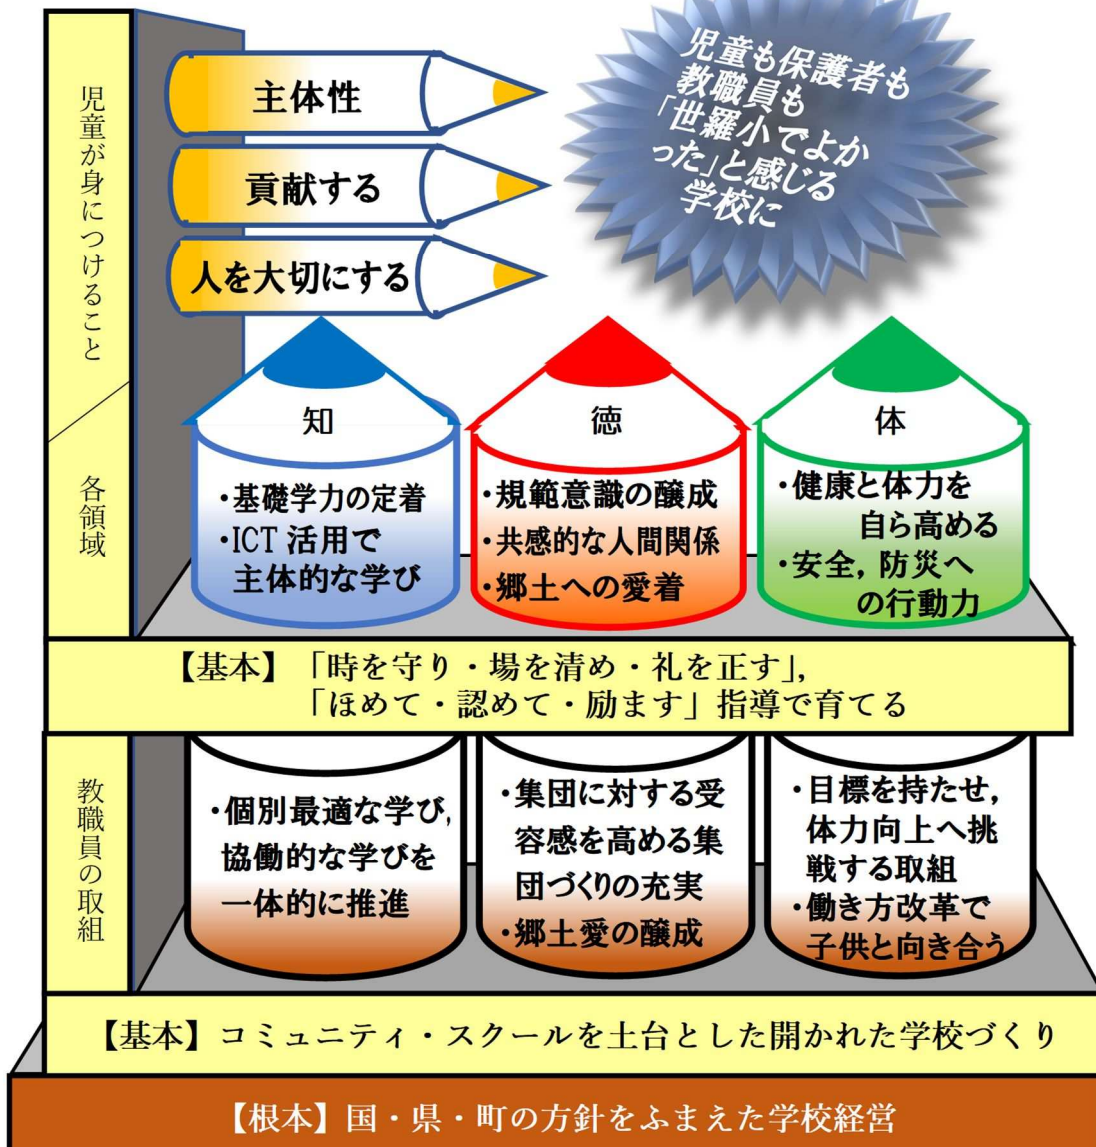 児童が身につけること
主体性
貢献する
人を大切にする
児童も保護者も
教職員も
「世羅小でよか
った」と感じる
学校に
各領域
知
・基礎学力の定着
・ICT 活用で
主体的な学び
徳
・規範意識の醸成
・共感的な人間関係
・郷土への愛着
体
・健康と体力を
自ら高める
・安全，防災へ
の行動力
【基本】「時を守り・場を清め・礼を正す」，
「ほめて・認めて・励ます」指導で育てる
教職員の取組
・個別最適な学び，
協働的な学びを
一体的に推進
・集団に対する受
容感を高める集
団づくりの充実
・郷土愛の醸成
・目標を持たせ，
体力向上へ挑
戦する取組
・働き方改革で
子供と向き合う
【基本】コミュニティ・スクールを土台とした開かれた学校づくり
【根本】国・県・町の方針をふまえた学校経営